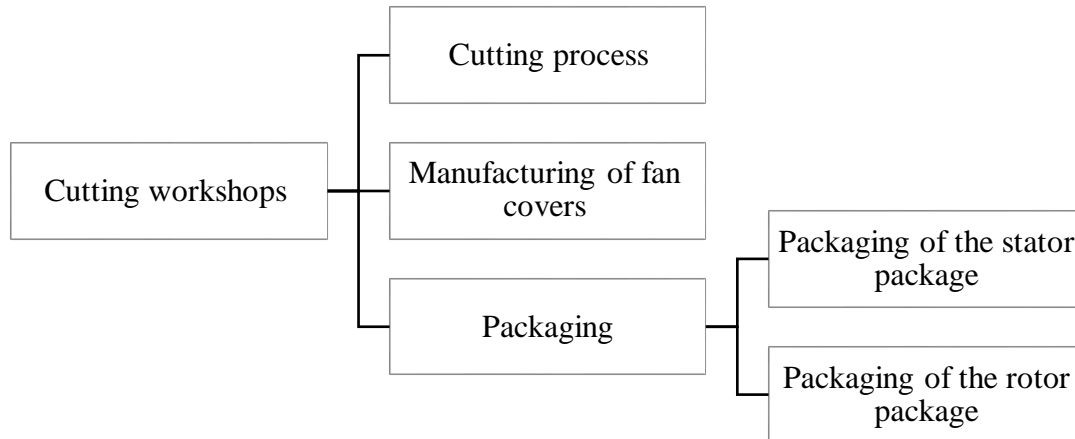 Cutting process
Cutting workshops
Manufacturing of fan
covers
Packaging
Packaging of the stator
package
Packaging of the rotor
package